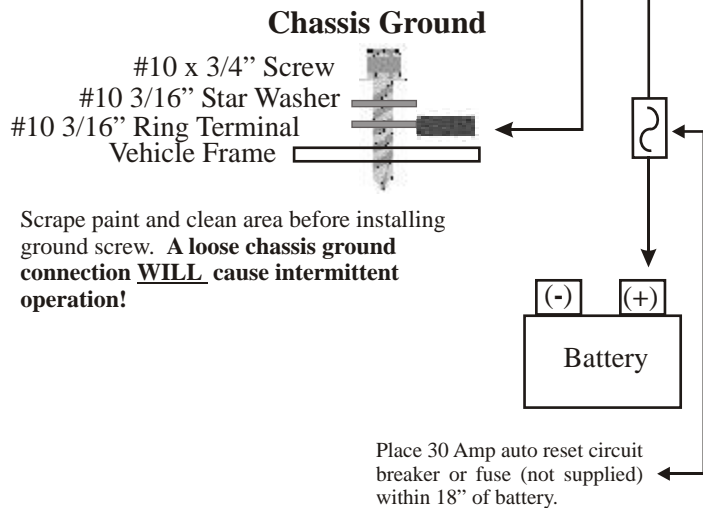 Chassis Ground
#10 x 3/4” Screw
#10 3/16” Star Washer
#10 3/16” Ring Terminal
Vehicle Frame
Scrape paint and clean area before installing
ground screw. A loose chassis ground
connection WILL cause intermittent
operation!
(-) (+)
Battery
Place 30 Amp auto reset circuit
breaker or fuse (not supplied)
within 18” of battery.